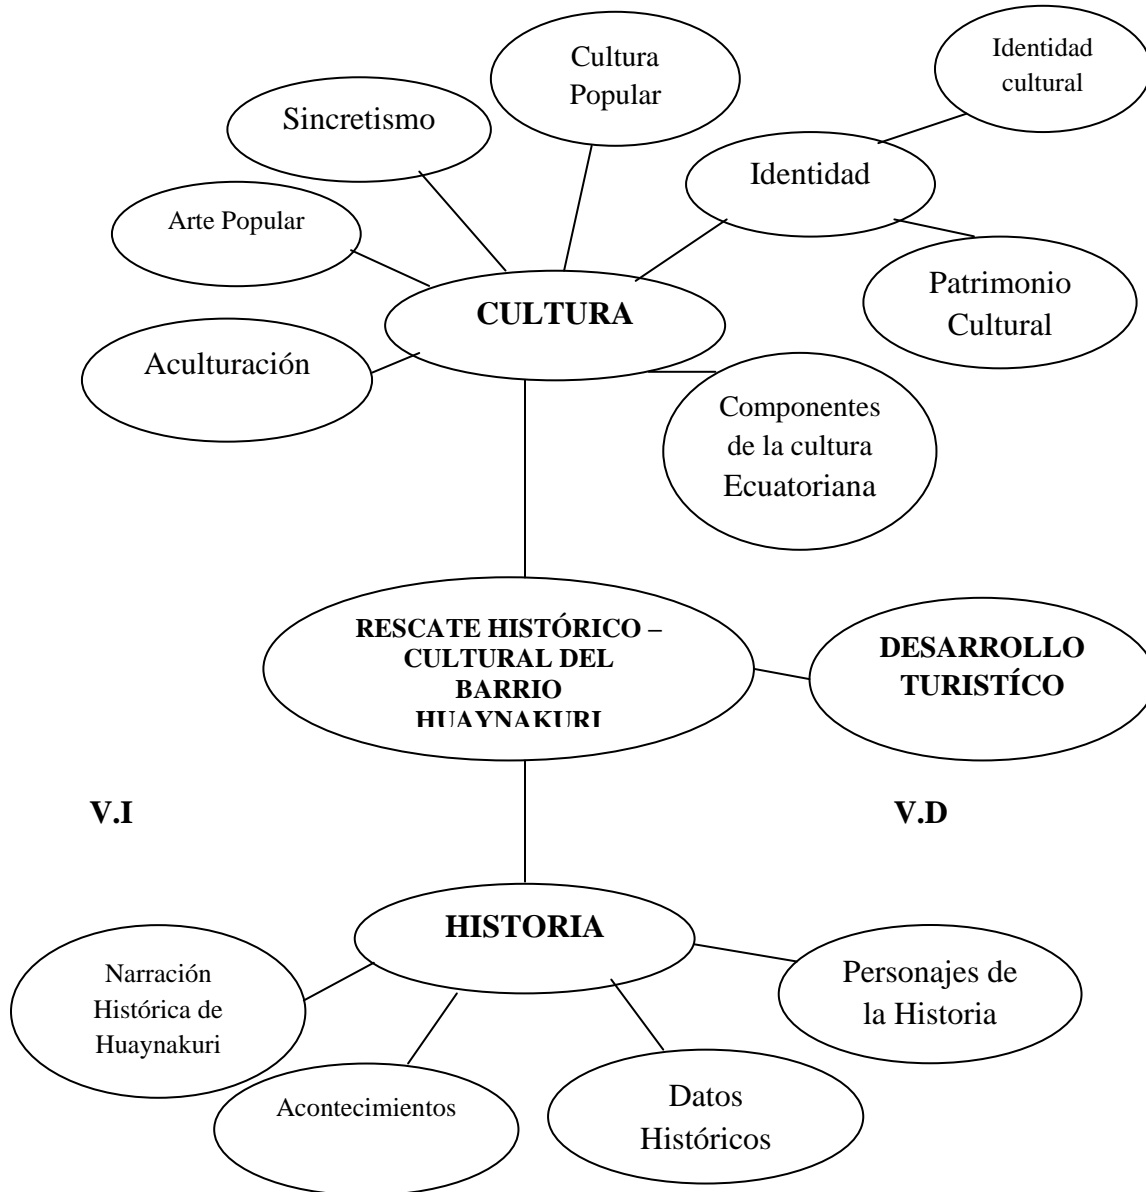 Cultura
Popular
Identidad
cultural
Sincretismo
Identidad
Arte Popular
Patrimonio
Cultural
CULTURA
Aculturación
Componentes
de la cultura
Ecuatoriana
RESCATE HISTÓRICO –
CULTURAL DEL
BARRIO
HUAYNAKURI
DESARROLLO
TURISTÍCO
V.I
V.D
HISTORIA
Narración
Histórica de
Huaynakuri
Personajes de
la Historia
Acontecimientos
Datos
Históricos